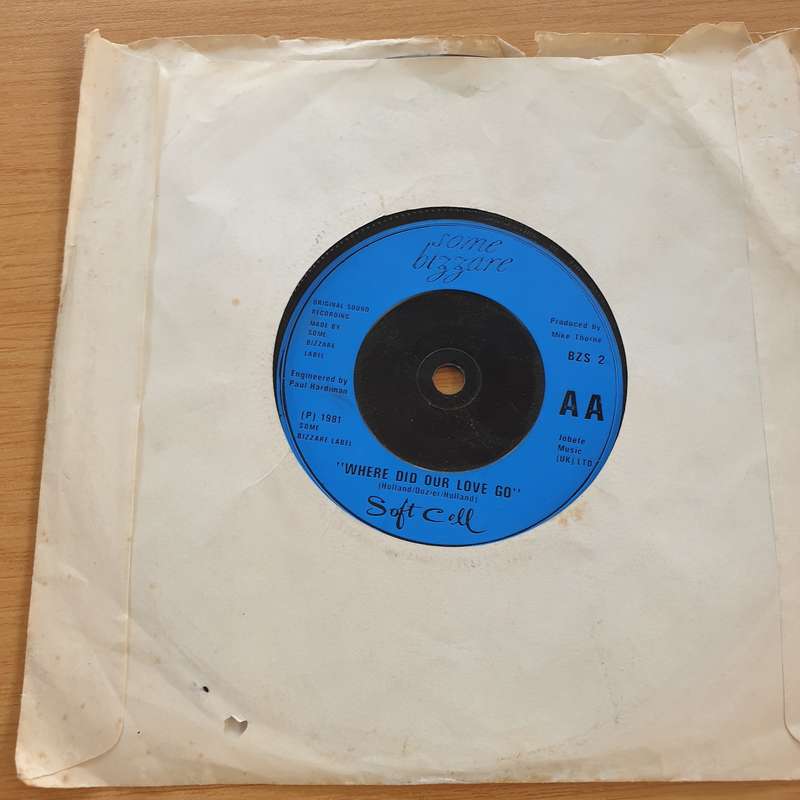 some
bizzare
ORIGINAL SOUND
RECORDING
MADE BY
SOME
BIZZARE
LABEL
Produced by
Mike Thorne
BZS 2
Engineered by
Paul Hardiman
AA
(P) 1981
SOME
BIZZARE LABEL
Jobete
Music
(UK) LTD
"WHERE DID OUR LOVE GO"
(Holland/Dozier/Holland)
Soft Cell